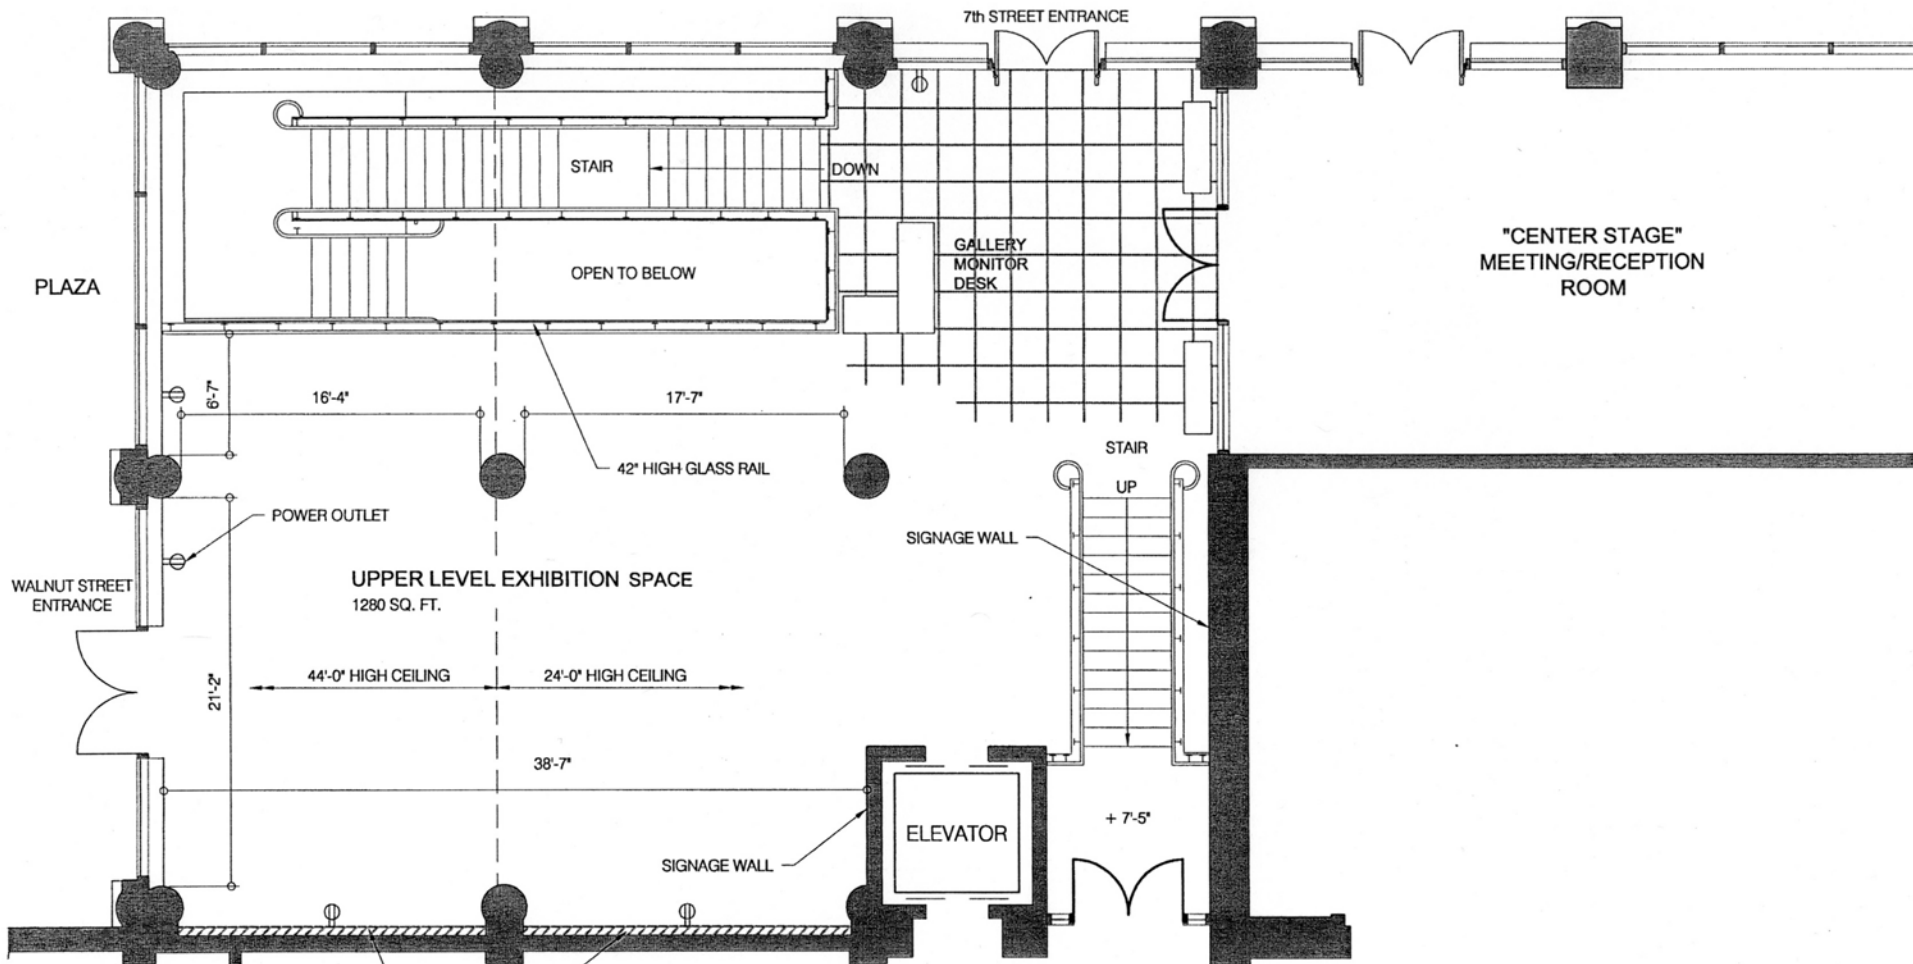 7th STREET ENTRANCE
STAIR
DOWN
PLAZA
OPEN TO BELOW
GALLERY
MONITOR
DESK
"CENTER STAGE"
MEETING/RECEPTION
ROOM
6'-7"
16'-4"
17'-7"
42" HIGH GLASS RAIL
STAIR
UP
POWER OUTLET
SIGNAGE WALL
WALNUT STREET
ENTRANCE
UPPER LEVEL EXHIBITION SPACE
1280 SQ. FT.
21'-2"
44'-0" HIGH CEILING
24'-0" HIGH CEILING
38'-7"
ELEVATOR
+ 7'-5"
SIGNAGE WALL